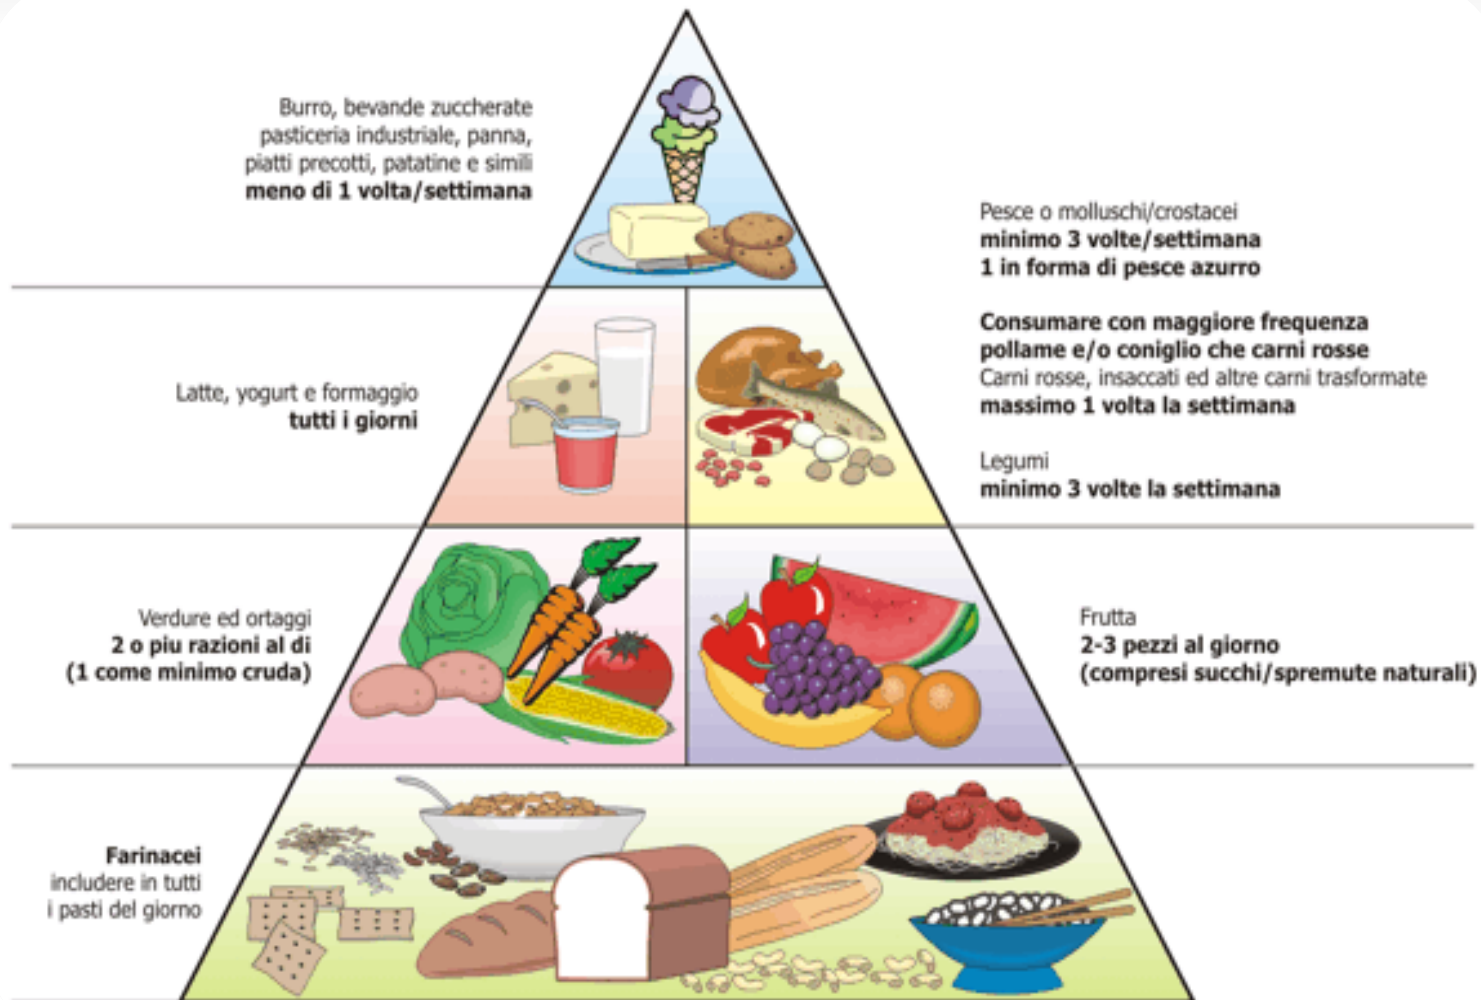 Burro, bevande zuccherate
pasticeria industriale, panna,
piatti precotti, patatine e simili
meno di 1 volta/settimana
Pesce o molluschi/crostacei
minimo 3 volte/settimana
1 in forma di pesce azurro
Consumare con maggiore frequenza
pollame e/o coniglio che carni rosse
Carni rosse, insaccati ed altre carni trasformate
massimo 1 volta la settimana
Legumi
minimo 3 volte la settimana
Latte, yogurt e formaggio
tutti i giorni
Verdure ed ortaggi
2 o piu razioni al di
(1 come minimo cruda)
Frutta
2-3 pezzi al giorno
(compresi succhi/spremute naturali)
Farinacei
includere in tutti
i pasti del giorno